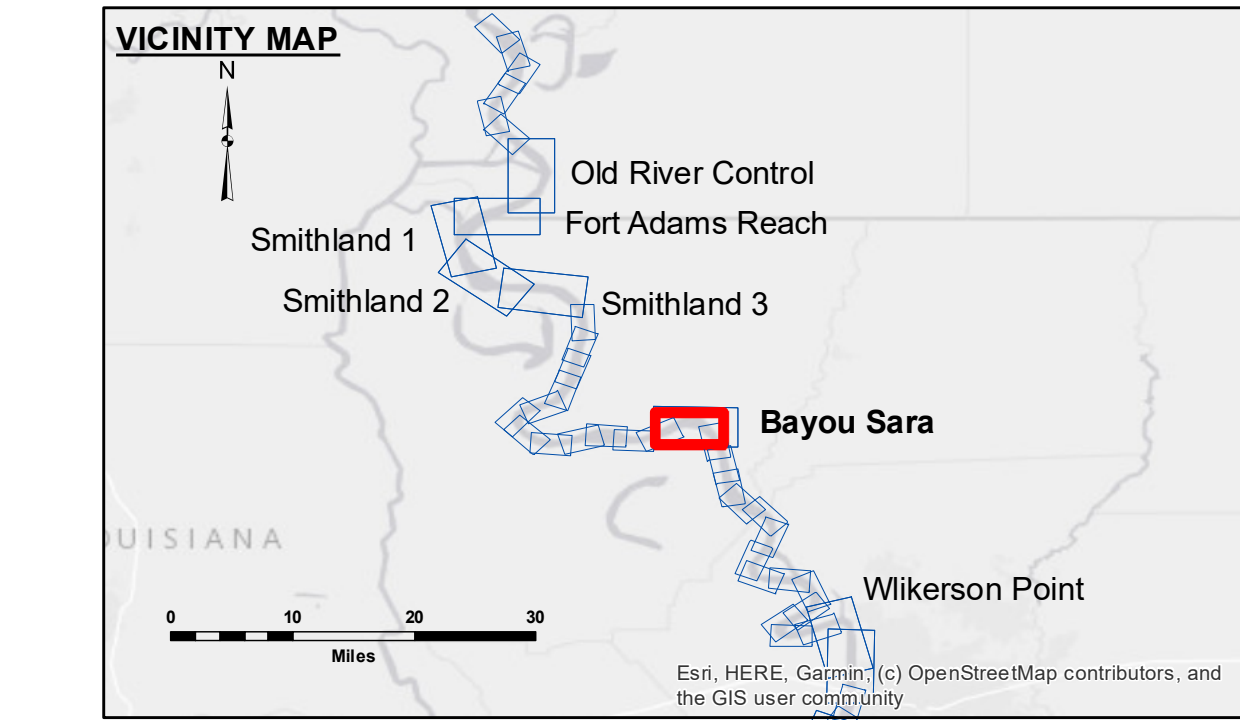 VICINITY MAP
N
Old River Control
Fort Adams Reach
Smithland 1
Smithland 2
Smithland 3
Bayou Sara
OUISIANA
Wlikerson Point
0 10 20 30
Miles
Esri, HERE, Garmin, (c) OpenStreetMap contributors, and
the GIS user community